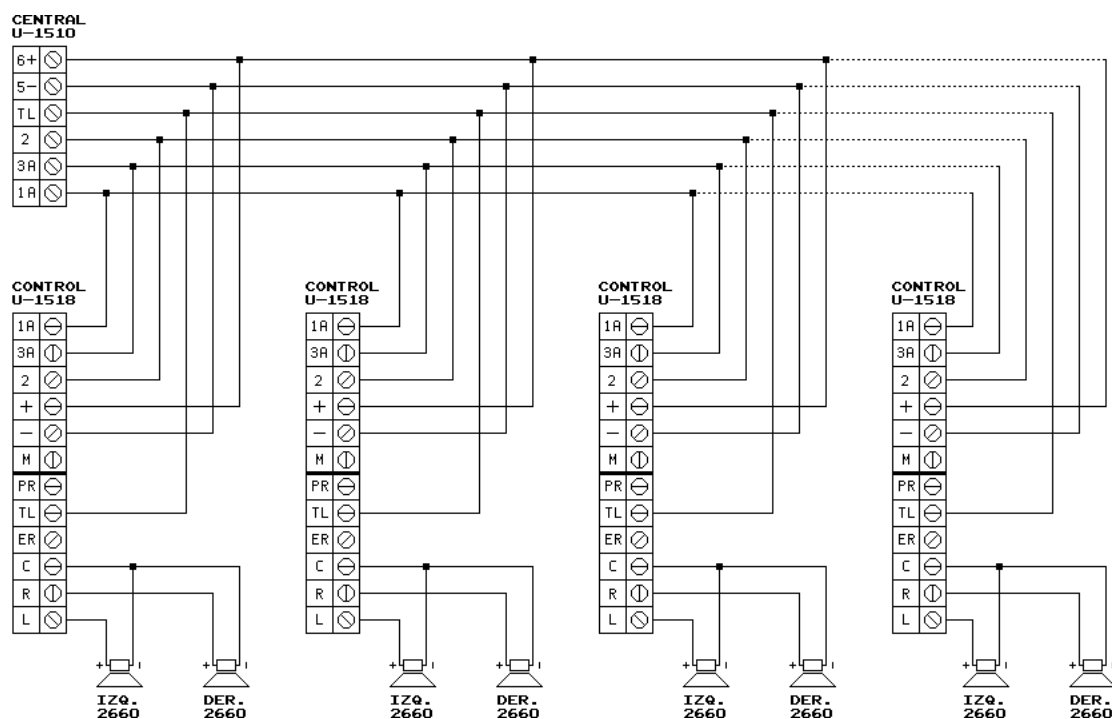 CENTRAL
U-1510
6+
5-
TL
2
3A
1A
CONTROL
U-1518
1A
3A
2
+
-
M
PR
TL
ER
C
R
L
+ -
IZQ.
2660
+ -
DER.
2660
CONTROL
U-1518
1A
3A
2
+
-
M
PR
TL
ER
C
R
L
+ -
IZQ.
2660
+ -
DER.
2660
CONTROL
U-1518
1A
3A
2
+
-
M
PR
TL
ER
C
R
L
+ -
IZQ.
2660
+ -
DER.
2660
CONTROL
U-1518
1A
3A
2
+
-
M
PR
TL
ER
C
R
L
+ -
IZQ.
2660
+ -
DER.
2660